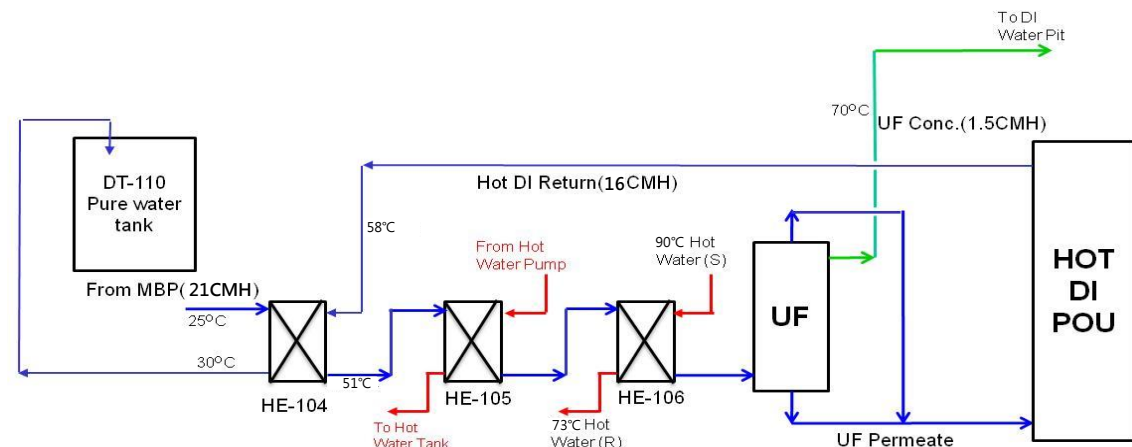 To DI
Water Pit
70°C
UF Conc.(1.5CMH)
DT-110
Pure water
tank
Hot DI Return(16CMH)
58℃
From Hot
Water Pump
90℃ Hot
Water (S)
HOT
DI
POU
From MBP( 21CMH)
25°C
UF
30°C
51℃
HE-104
HE-105
HE-106
To Hot
Water Tank
73℃ Hot
Water (R)
UF Permeate